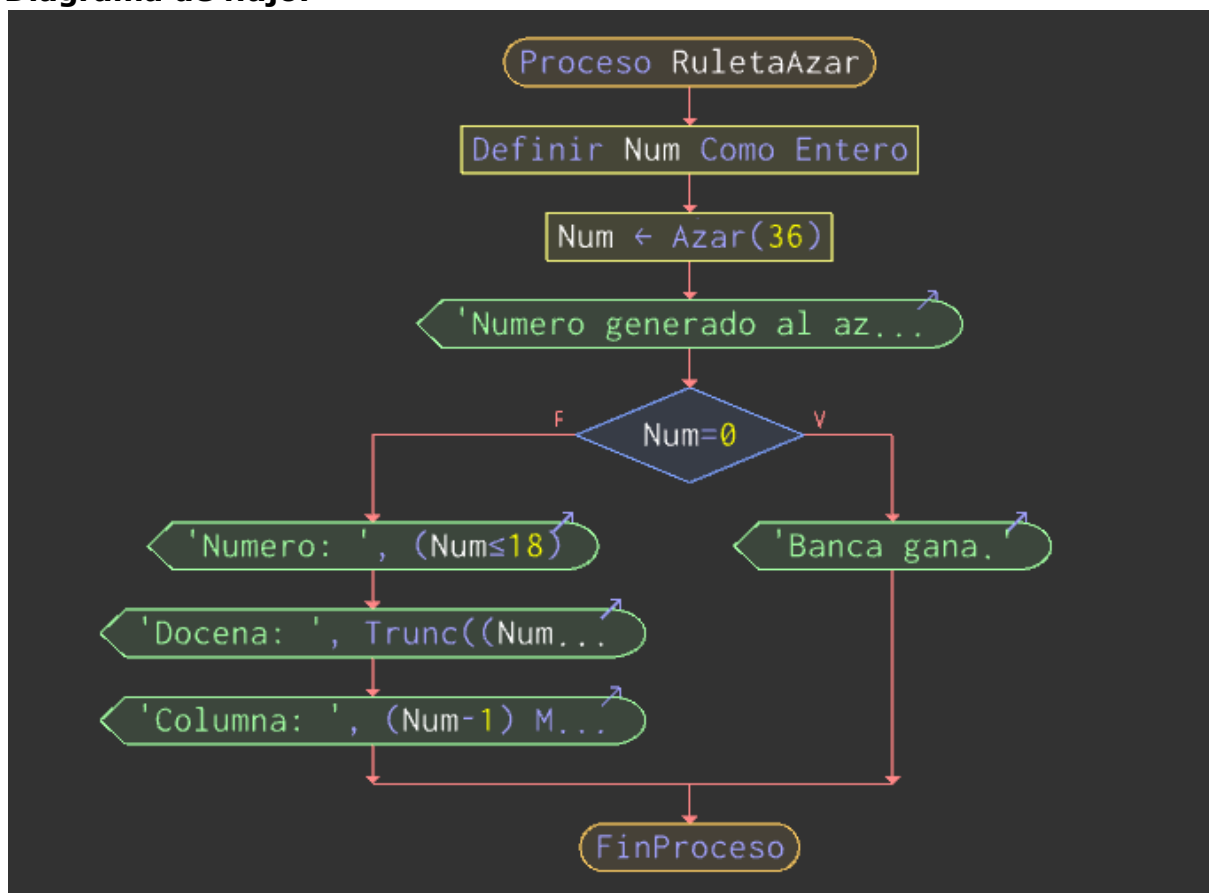 Proceso RuletaAzar
Definir Num Como Entero
Num ← Azar(36)
'Numero generado al az...
F
V
Num=0
'Numero: ', (Num≤18)
'Banca gana.'
'Docena: ', Trunc((Num...
'Columna: ', (Num-1) M...
FinProceso